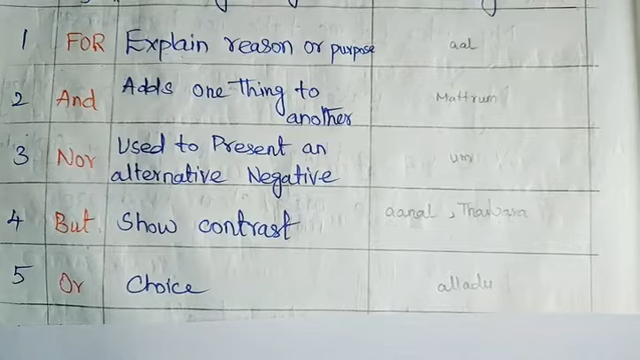 1 FOR Explain reason or purpose aal
2 And Adds one Thing to another Mattrum
3 Nor Used to Present an alternative Negative um
4 But Show contrast aanal,
5 Or Choice alladu